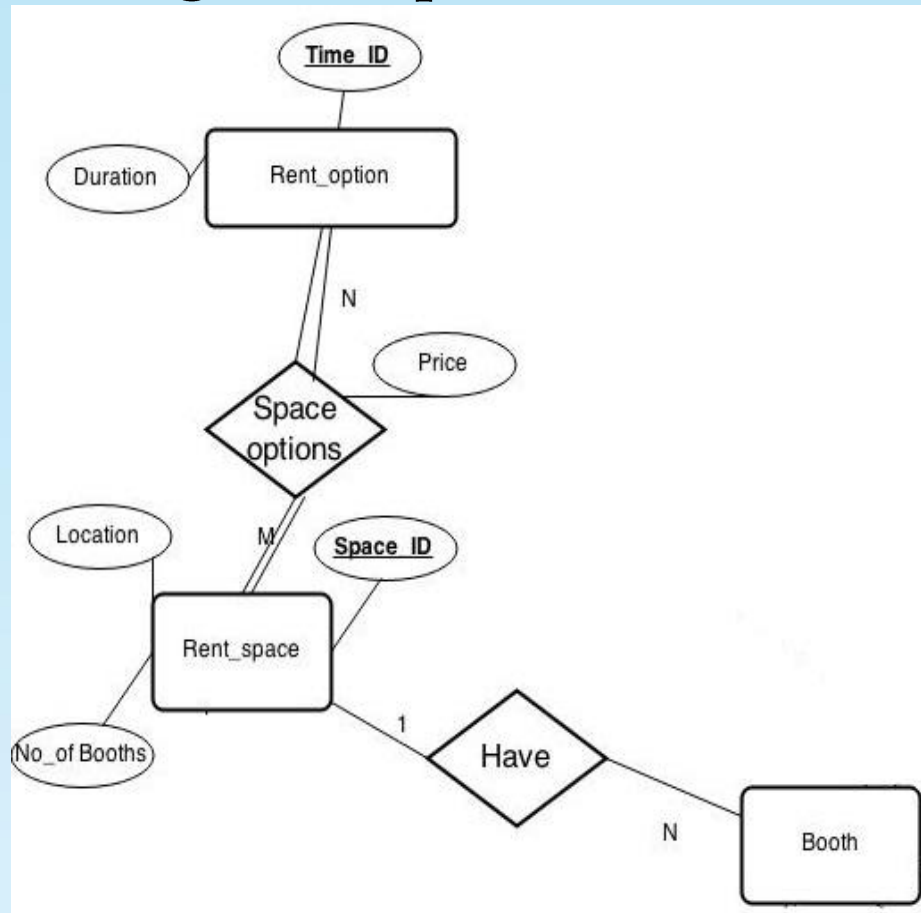 Time_ID
Duration
Rent_option
N
Price
Space
options
M
Location
Space_ID
Rent_space
No_of Booths
1
Have
N
Booth